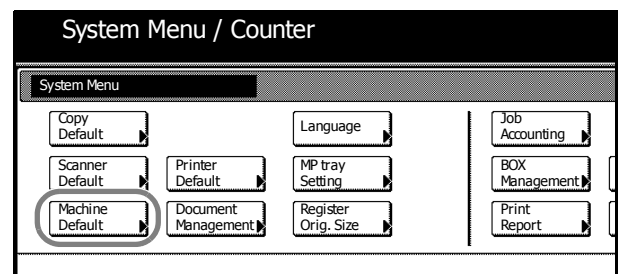 System Menu / Counter
System Menu
Copy
Default
Language
Job
Accounting
Scanner
Default
Printer
Default
MP tray
Setting
BOX
Management
Machine
Default
Document
Management
Register
Orig. Size
Print
Report